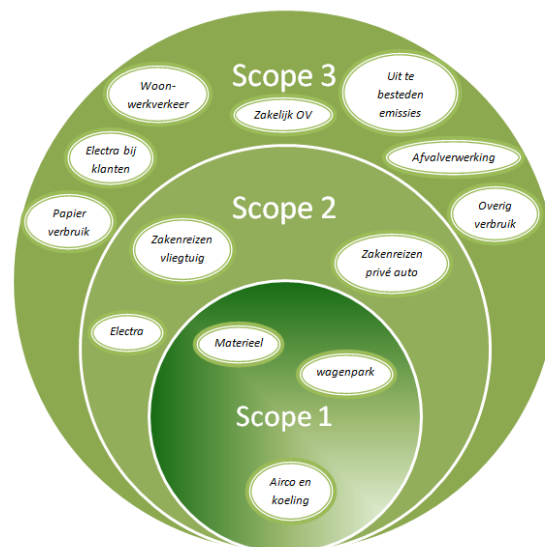 Scope 3
Woon-
werkverkeer
Zakelijk OV
Uit te
besteden
emissies
Electra bij
klanten
Afvalverwerking
Papier
verbruik
Overig
verbruik
Scope 2
Zakenreizen
vliegtuig
Zakenreizen
privé auto
Electra
Materieel
wagenpark
Scope 1
Airco en
koeling